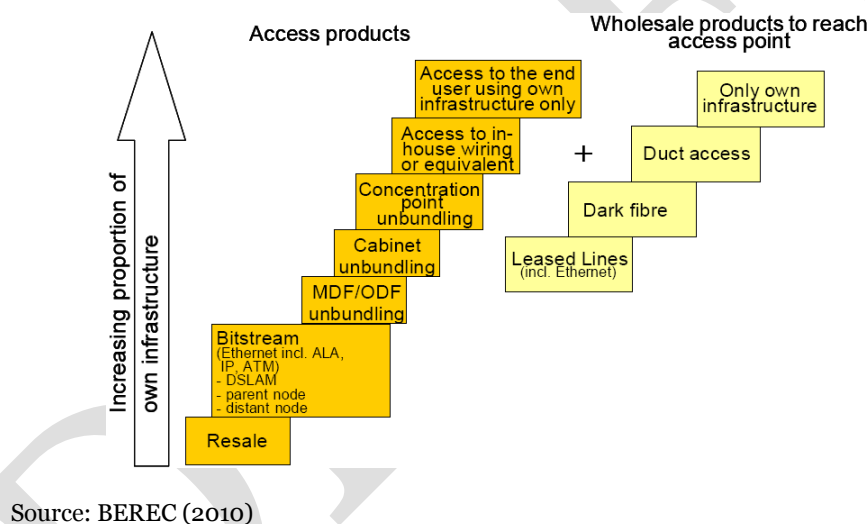 Access products
Wholesale products to reach
access point
Increasing proportion of
own infrastructure
Access to the end
user using own
infrastructure only
Access to in-
house wiring
or equivalent
Concentration
point
unbundling
Cabinet
unbundling
MDF/ODF
unbundling
Bitstream
(Ethernet incl. ALA,
IP, ATM)
- DSLAM
- parent node
- distant node
Resale
+
Only own
infrastructure
Duct access
Dark fibre
Leased Lines
(incl. Ethernet)
Source: BEREC (2010)